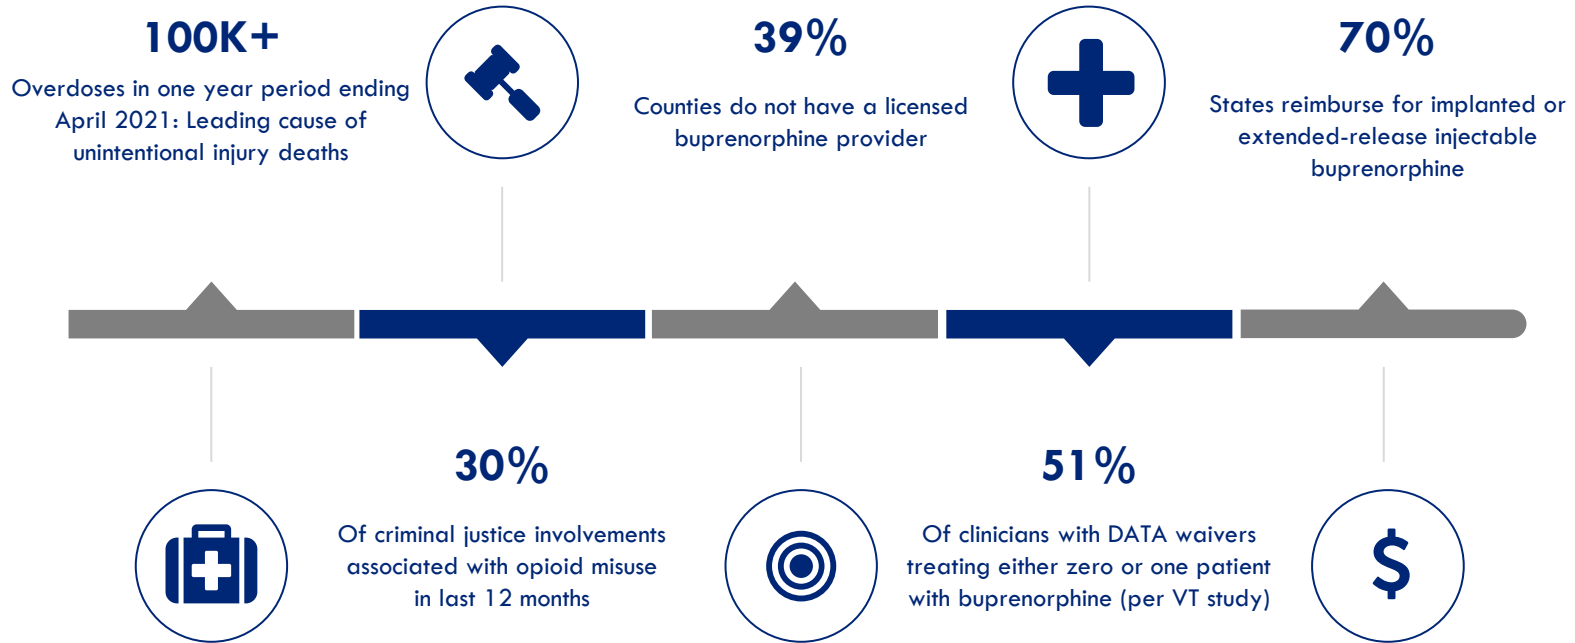 100K+
Overdoses in one year period ending
April 2021: Leading cause of
unintentional injury deaths
39%
Counties do not have a licensed
buprenorphine provider
70%
States reimburse for implanted or
extended-release injectable
buprenorphine
30%
Of criminal justice involvements
associated with opioid misuse
in last 12 months
51%
Of clinicians with DATA waivers
treating either zero or one patient
with buprenorphine (per VT study)
$